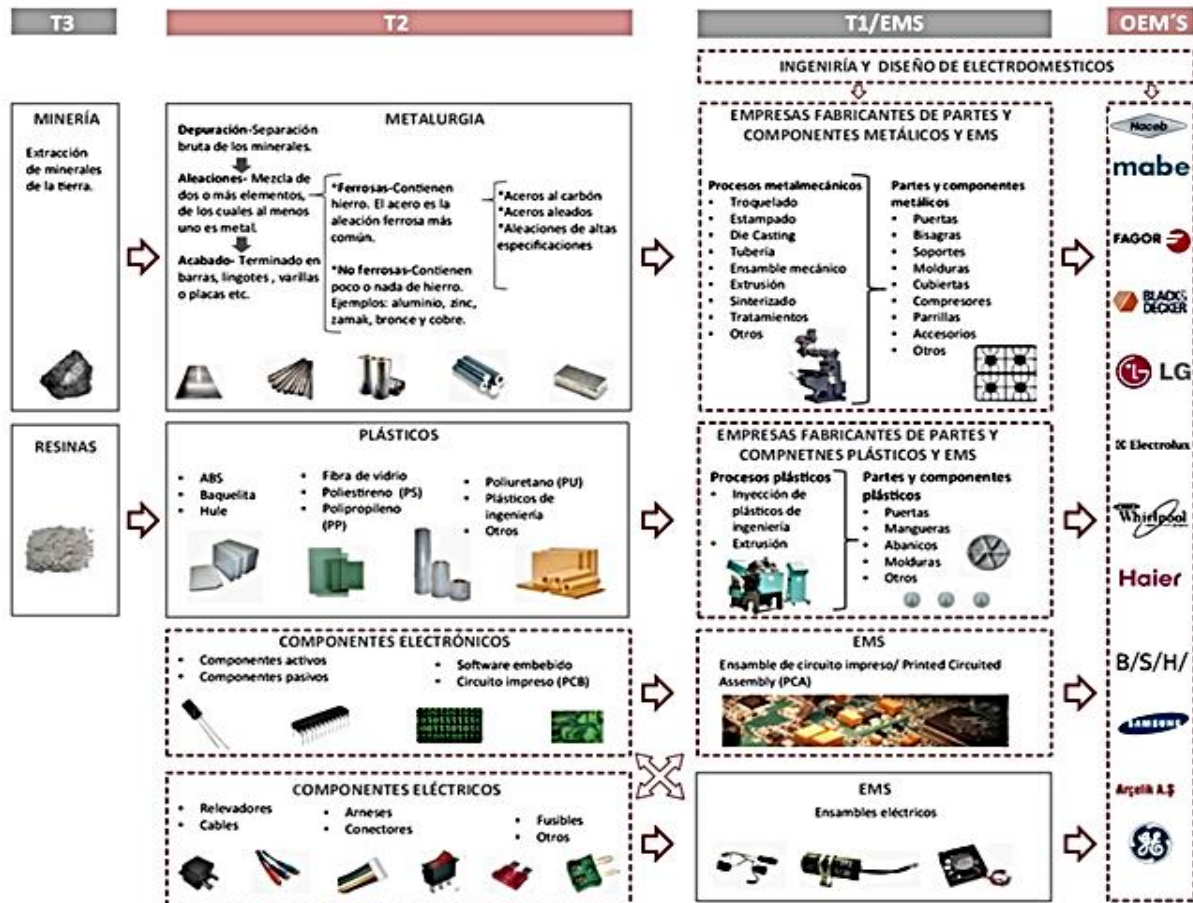 T3
T2
T1/EMS
OEM´S
INGENIRÍA Y DISEÑO DE ELECTRDOMESTICOS
MINERÍA
Extracción
de minerales
de la tierra.
METALURGIA
Depuración-Separación
bruta de los minerales.
Aleaciones- Mezcla de
dos o más elementos,
de los cuales al menos
uno es metal.
Acabado- Terminado en
barras, lingotes , varillas
o placas etc.
*Ferrosas-Contienen
hierro. El acero es la
aleación ferrosa más
común.
*No ferrosas-Contienen
poco o nada de hierro.
Ejemplos: aluminio, zinc,
zamak, bronce y cobre.
*Aceros al carbón
*Aceros aleados
*Aleaciones de altas
especificaciones
EMPRESAS FABRICANTES DE PARTES Y
COMPONENTES METÁLICOS Y EMS
Procesos metalmecánicos
• Troquelado
• Estampado
• Die Casting
• Tubería
• Ensamble mecánico
• Extrusión
• Sinterizado
• Tratamientos
• Otros
Partes y componentes
metálicos
• Puertas
• Bisagras
• Soportes
• Molduras
• Cubiertas
• Compresores
• Parrillas
• Accesorios
• Otros
RESINAS
PLÁSTICOS
• ABS
• Baquelita
• Hule
• Fibra de vidrio
• Poliestireno (PS)
• Polipropileno
(PP)
• Poliuretano (PU)
• Plásticos de
ingeniería
• Otros
EMPRESAS FABRICANTES DE PARTES Y
COMPNETNES PLÁSTICOS Y EMS
Procesos plásticos
• Inyección de
plásticos de
ingeniería
• Extrusión
Partes y componentes
plásticos
• Puertas
• Mangueras
• Abanicos
• Molduras
• Otros
COMPONENTES ELECTRÓNICOS
• Componentes activos
• Componentes pasivos
• Software embebido
• Circuito impreso (PCB)
EMS
Ensamble de circuito impreso/ Printed Circuited
Assembly (PCA)
COMPONENTES ELÉCTRICOS
• Relevadores
• Cables
• Arneses
• Conectores
• Fusibles
• Otros
EMS
Ensambles eléctricos
Haceb
mabe
FAGOR
BLACK&
DECKER
LG
Electrolux
Whirlpool
Haier
B/S/H/
SAMSUNG
Arçelik A.Ş
GE